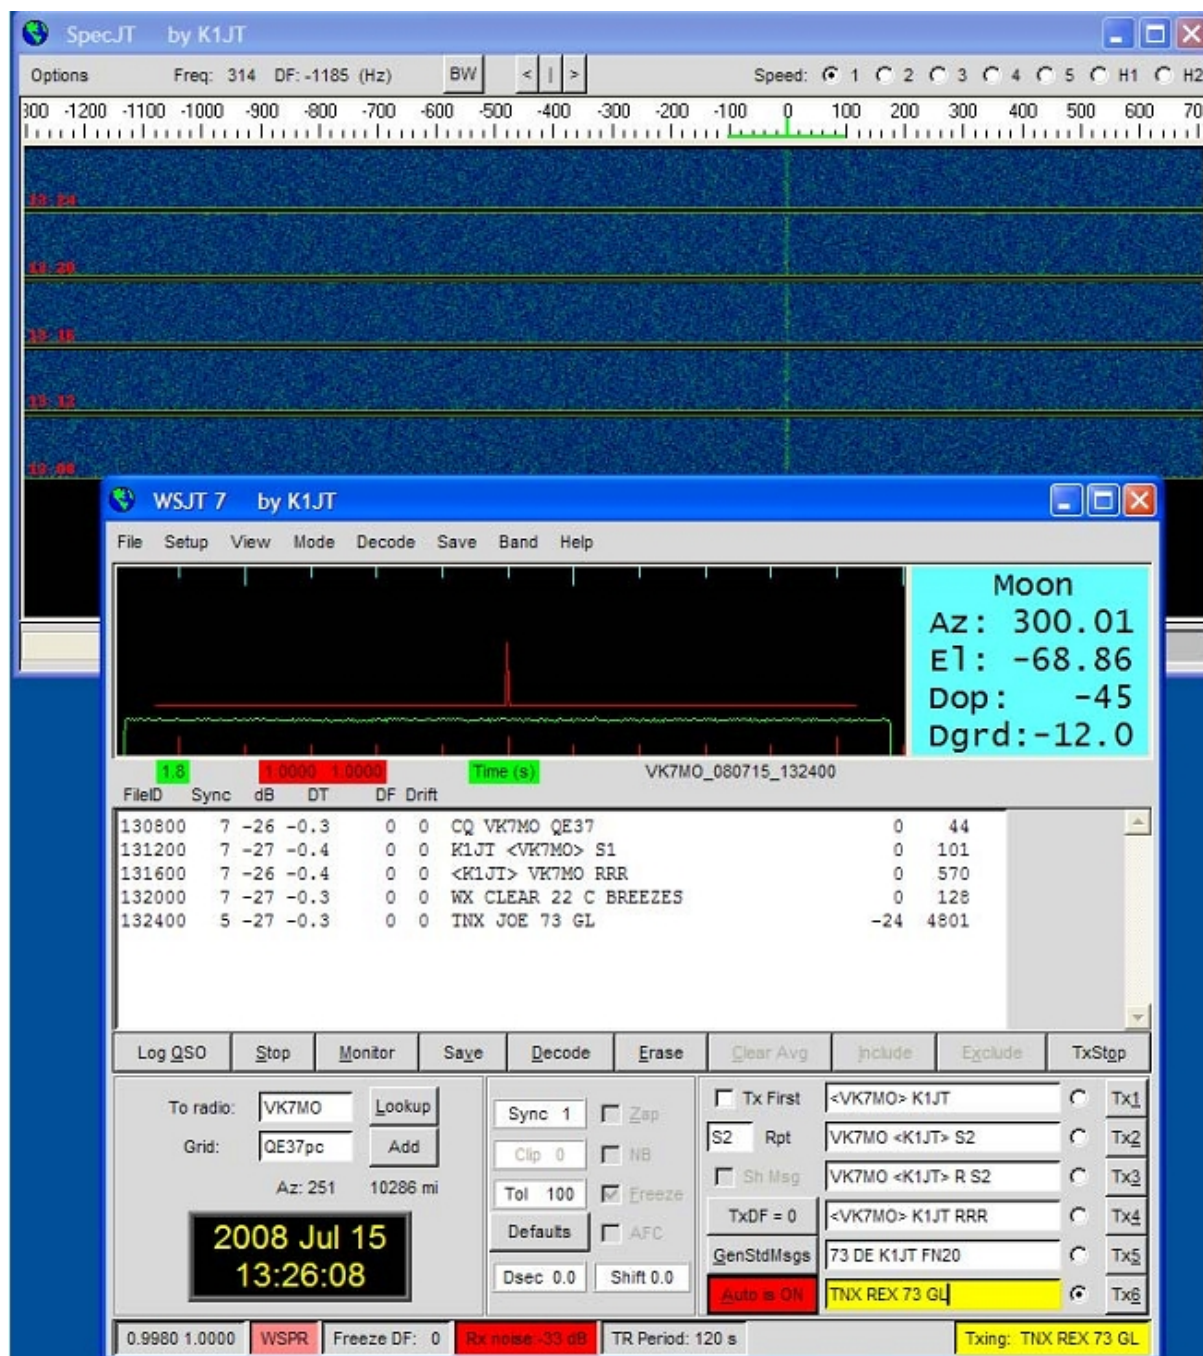 SpecJT by K1JT
Options Freq: 314 DF: -1185 (Hz) BW < | > Speed: 1 2 3 4 5 H1 H2
300 -1200 -1100 -1000 -900 -800 -700 -600 -500 -400 -300 -200 -100 0 100 200 300 400 500 600 70
13:24
13:20
13:16
13:12
13:08
WSJT 7 by K1JT
File Setup View Mode Decode Save Band Help
Moon
Az: 300.01
El: -68.86
Dop: -45
Dgrd:-12.0
1.8 1.0000 1.0000 Time (s) VK7MO_080715_132400
FileID Sync dB DT DF Drift
130800 7 -26 -0.3 0 0 CQ VK7MO QE37 0 44
131200 7 -27 -0.4 0 0 K1JT <VK7MO> S1 0 101
131600 7 -26 -0.4 0 0 <K1JT> VK7MO RRR 0 570
132000 7 -27 -0.3 0 0 WX CLEAR 22 C BREEZES 0 128
132400 5 -27 -0.3 0 0 TNX JOE 73 GL -24 4801
Log QSO Stop Monitor Save Decode Erase Clear Avg Include Exclude TxStop
To radio: VK7MO Lookup
Grid: QE37pc Add
Az: 251 10286 mi
2008 Jul 15
13:26:08
Sync 1 Zap
Clip 0 NB
Tol 100 Freeze
Defaults AFC
Dsec 0.0 Shift 0.0
Tx First <VK7MO> K1JT Tx1
S2 Rpt VK7MO <K1JT> S2 Tx2
Sh Msg VK7MO <K1JT> R S2 Tx3
TxDF = 0 <VK7MO> K1JT RRR Tx4
GenStdMsgs 73 DE K1JT FN20 Tx5
Auto is ON TNX REX 73 GL Tx6
0.9980 1.0000 WSPR Freeze DF: 0 Rx noise: -33 dB TR Period: 120 s Txing: TNX REX 73 GL